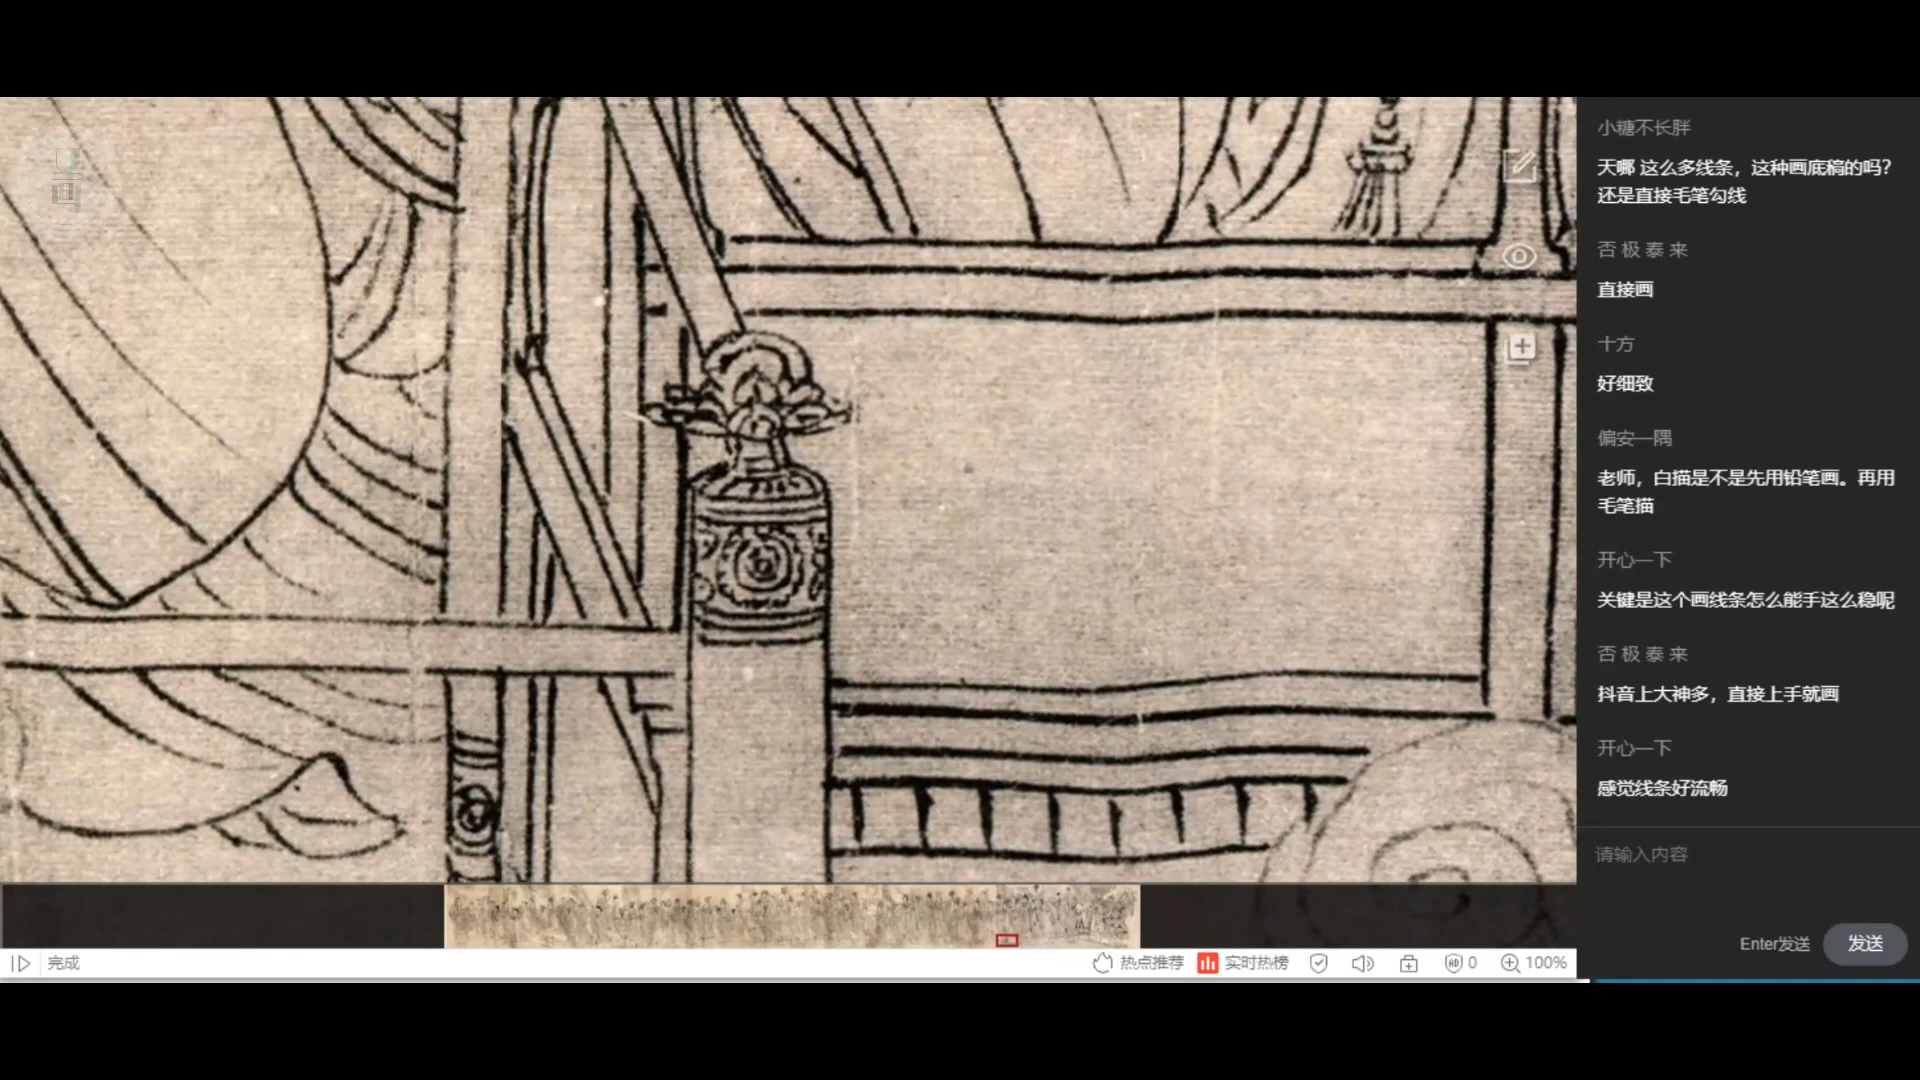 小糖不长胖
天哪 这么多线条，这种画底稿的吗？
还是直接毛笔勾线
否 极 泰 来
直接画
十方
好细致
偏安一隅
老师，白描是不是先用铅笔画。再用
毛笔描
开心一下
关键是这个画线条怎么能手这么稳呢
否 极 泰 来
抖音上大神多，直接上手就画
开心一下
感觉线条好流畅
请输入内容
Enter发送
发送
完成
热点推荐
实时热榜
AD 0
100%